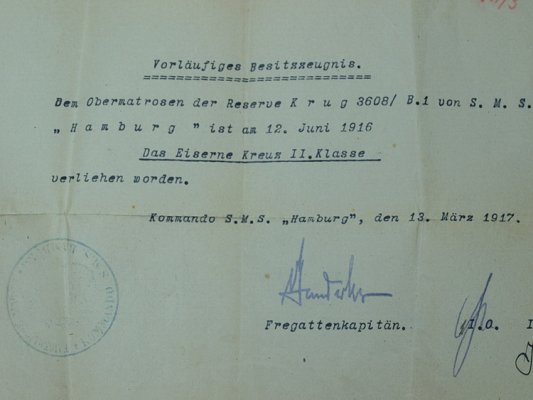 Vorläufiges Besitzzeugnis.
Dem Obermatrosen der Reserve K r u g 3608/ B.1 von S. M. S.
„ H a m b u r g " ist am 12. Juni 1916
Das Eiserne Kreuz II.Klasse
verliehen worden.
Kommando S.M.S. „Hamburg", den 13. März 1917.
Fregattenkapitän.
I.O.